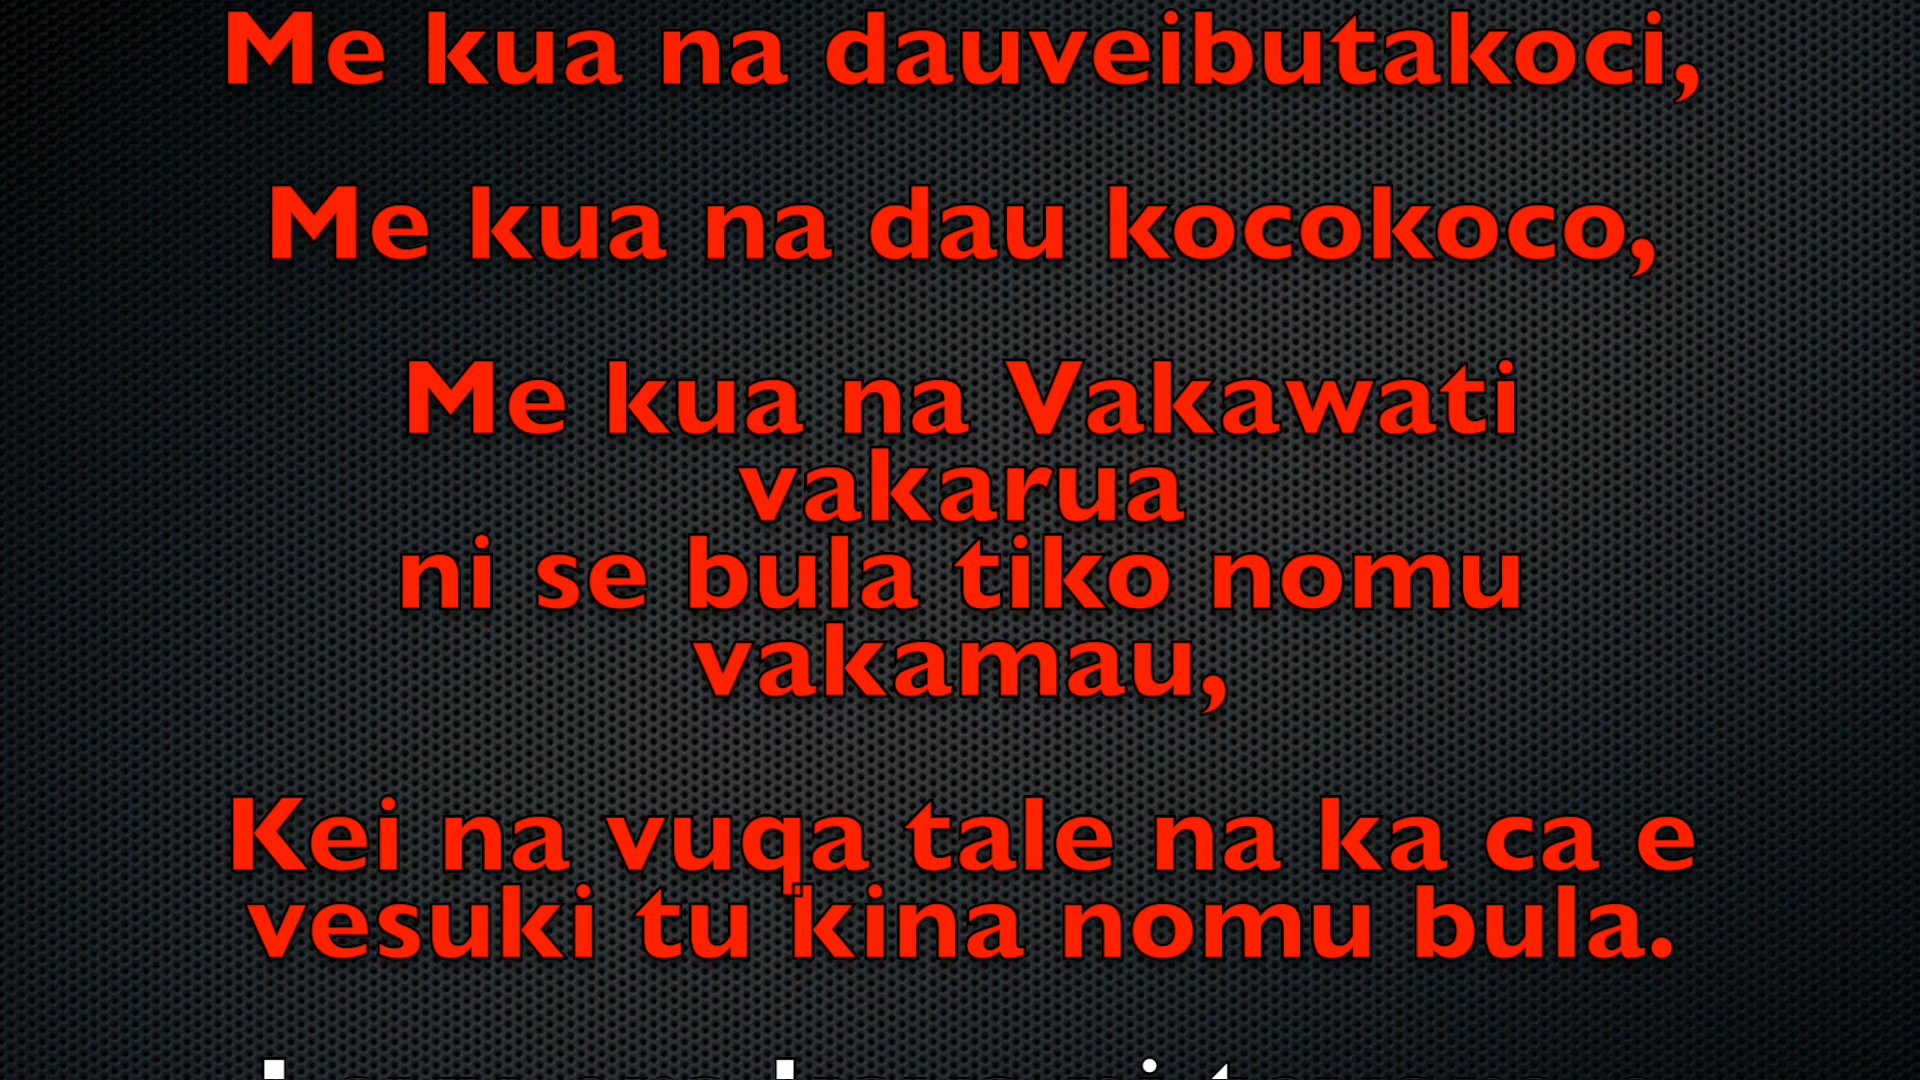 Me kua na dauveibutakoci,
Me kua na dau kocokoco,
Me kua na Vakawati
vakarua
ni se bula tiko nomu
vakamau,
Kei na vuqa tale na ka ca e
vesuki tu kina nomu bula.